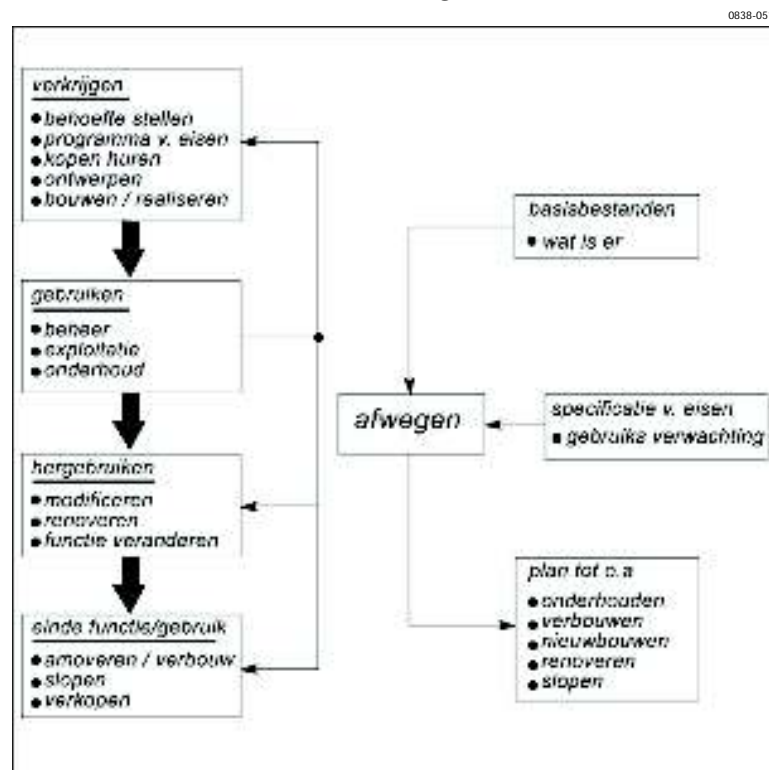 0838-05
verkrijgen
• behoefte stellen
• programma v. eisen
• kopen huren
• ontwerpen
• bouwen / realiseren
gebruiken
• beheer
• exploitatie
• onderhoud
hergebruiken
• modificeren
• renoveren
• functie veranderen
einde functie/gebruik
• amoveren / verbouw
• slopen
• verkopen
basisbestanden
• wat is er
afwegen
specificatie v. eisen
■ gebruiks verwachting
plan tot o.a
• onderhouden
• verbouwen
• nieuwbouwen
• renoveren
• slopen